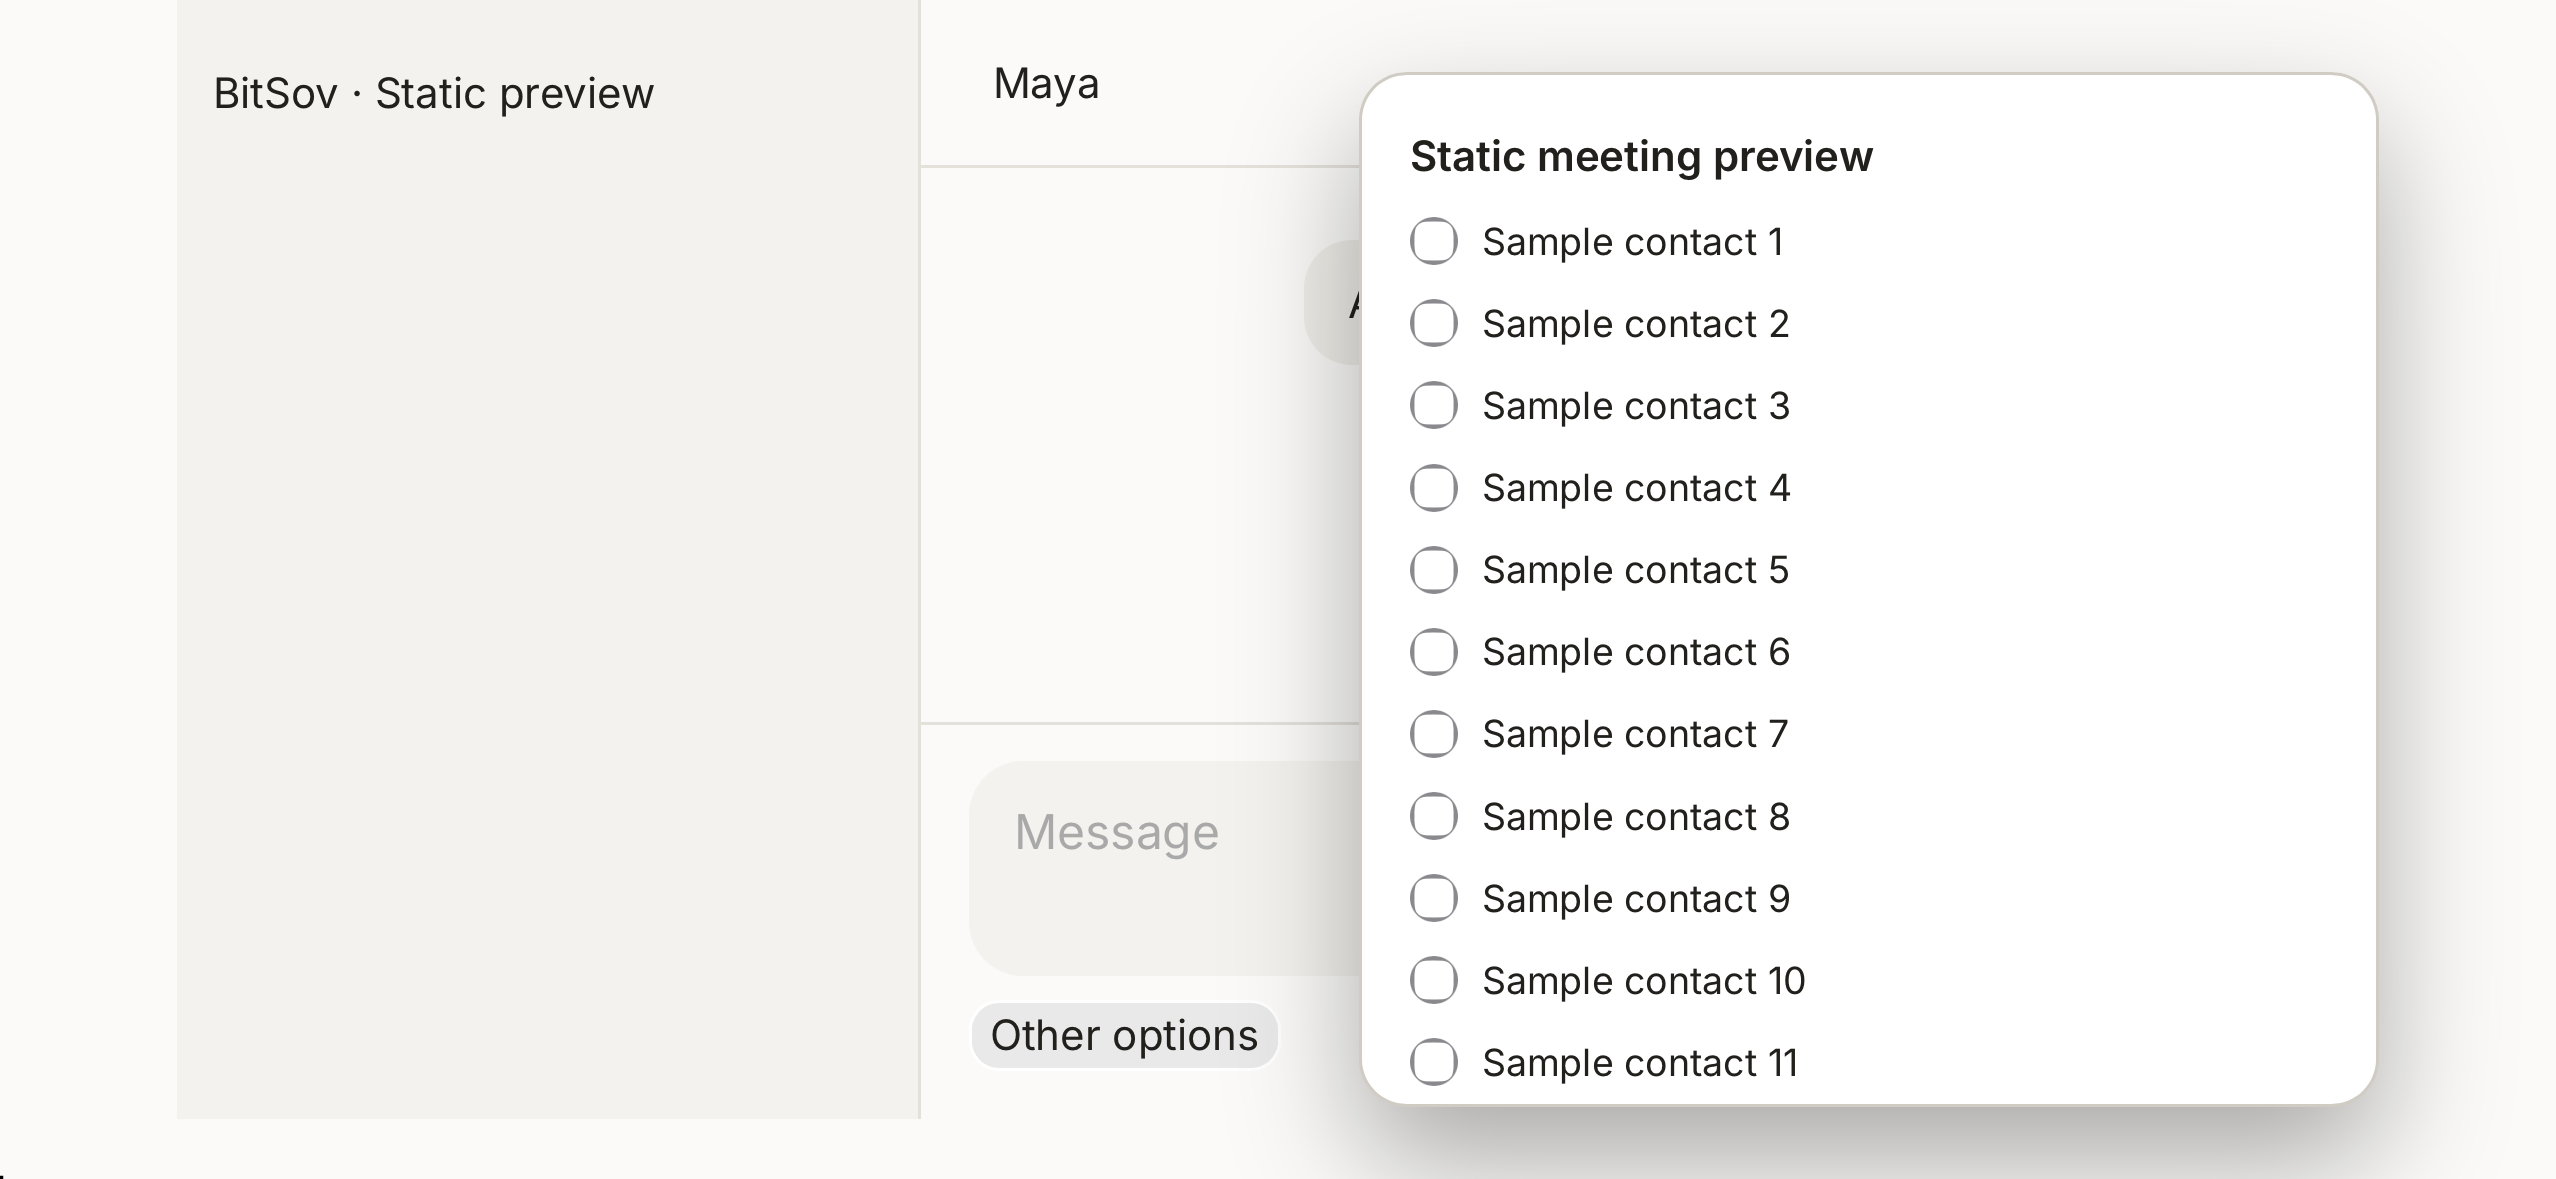 BitSov · Static preview
Maya
Static meeting preview
Sample contact 1
Sample contact 2
Sample contact 3
Sample contact 4
Sample contact 5
Sample contact 6
Sample contact 7
Sample contact 8
Sample contact 9
Sample contact 10
Sample contact 11
Message
Other options